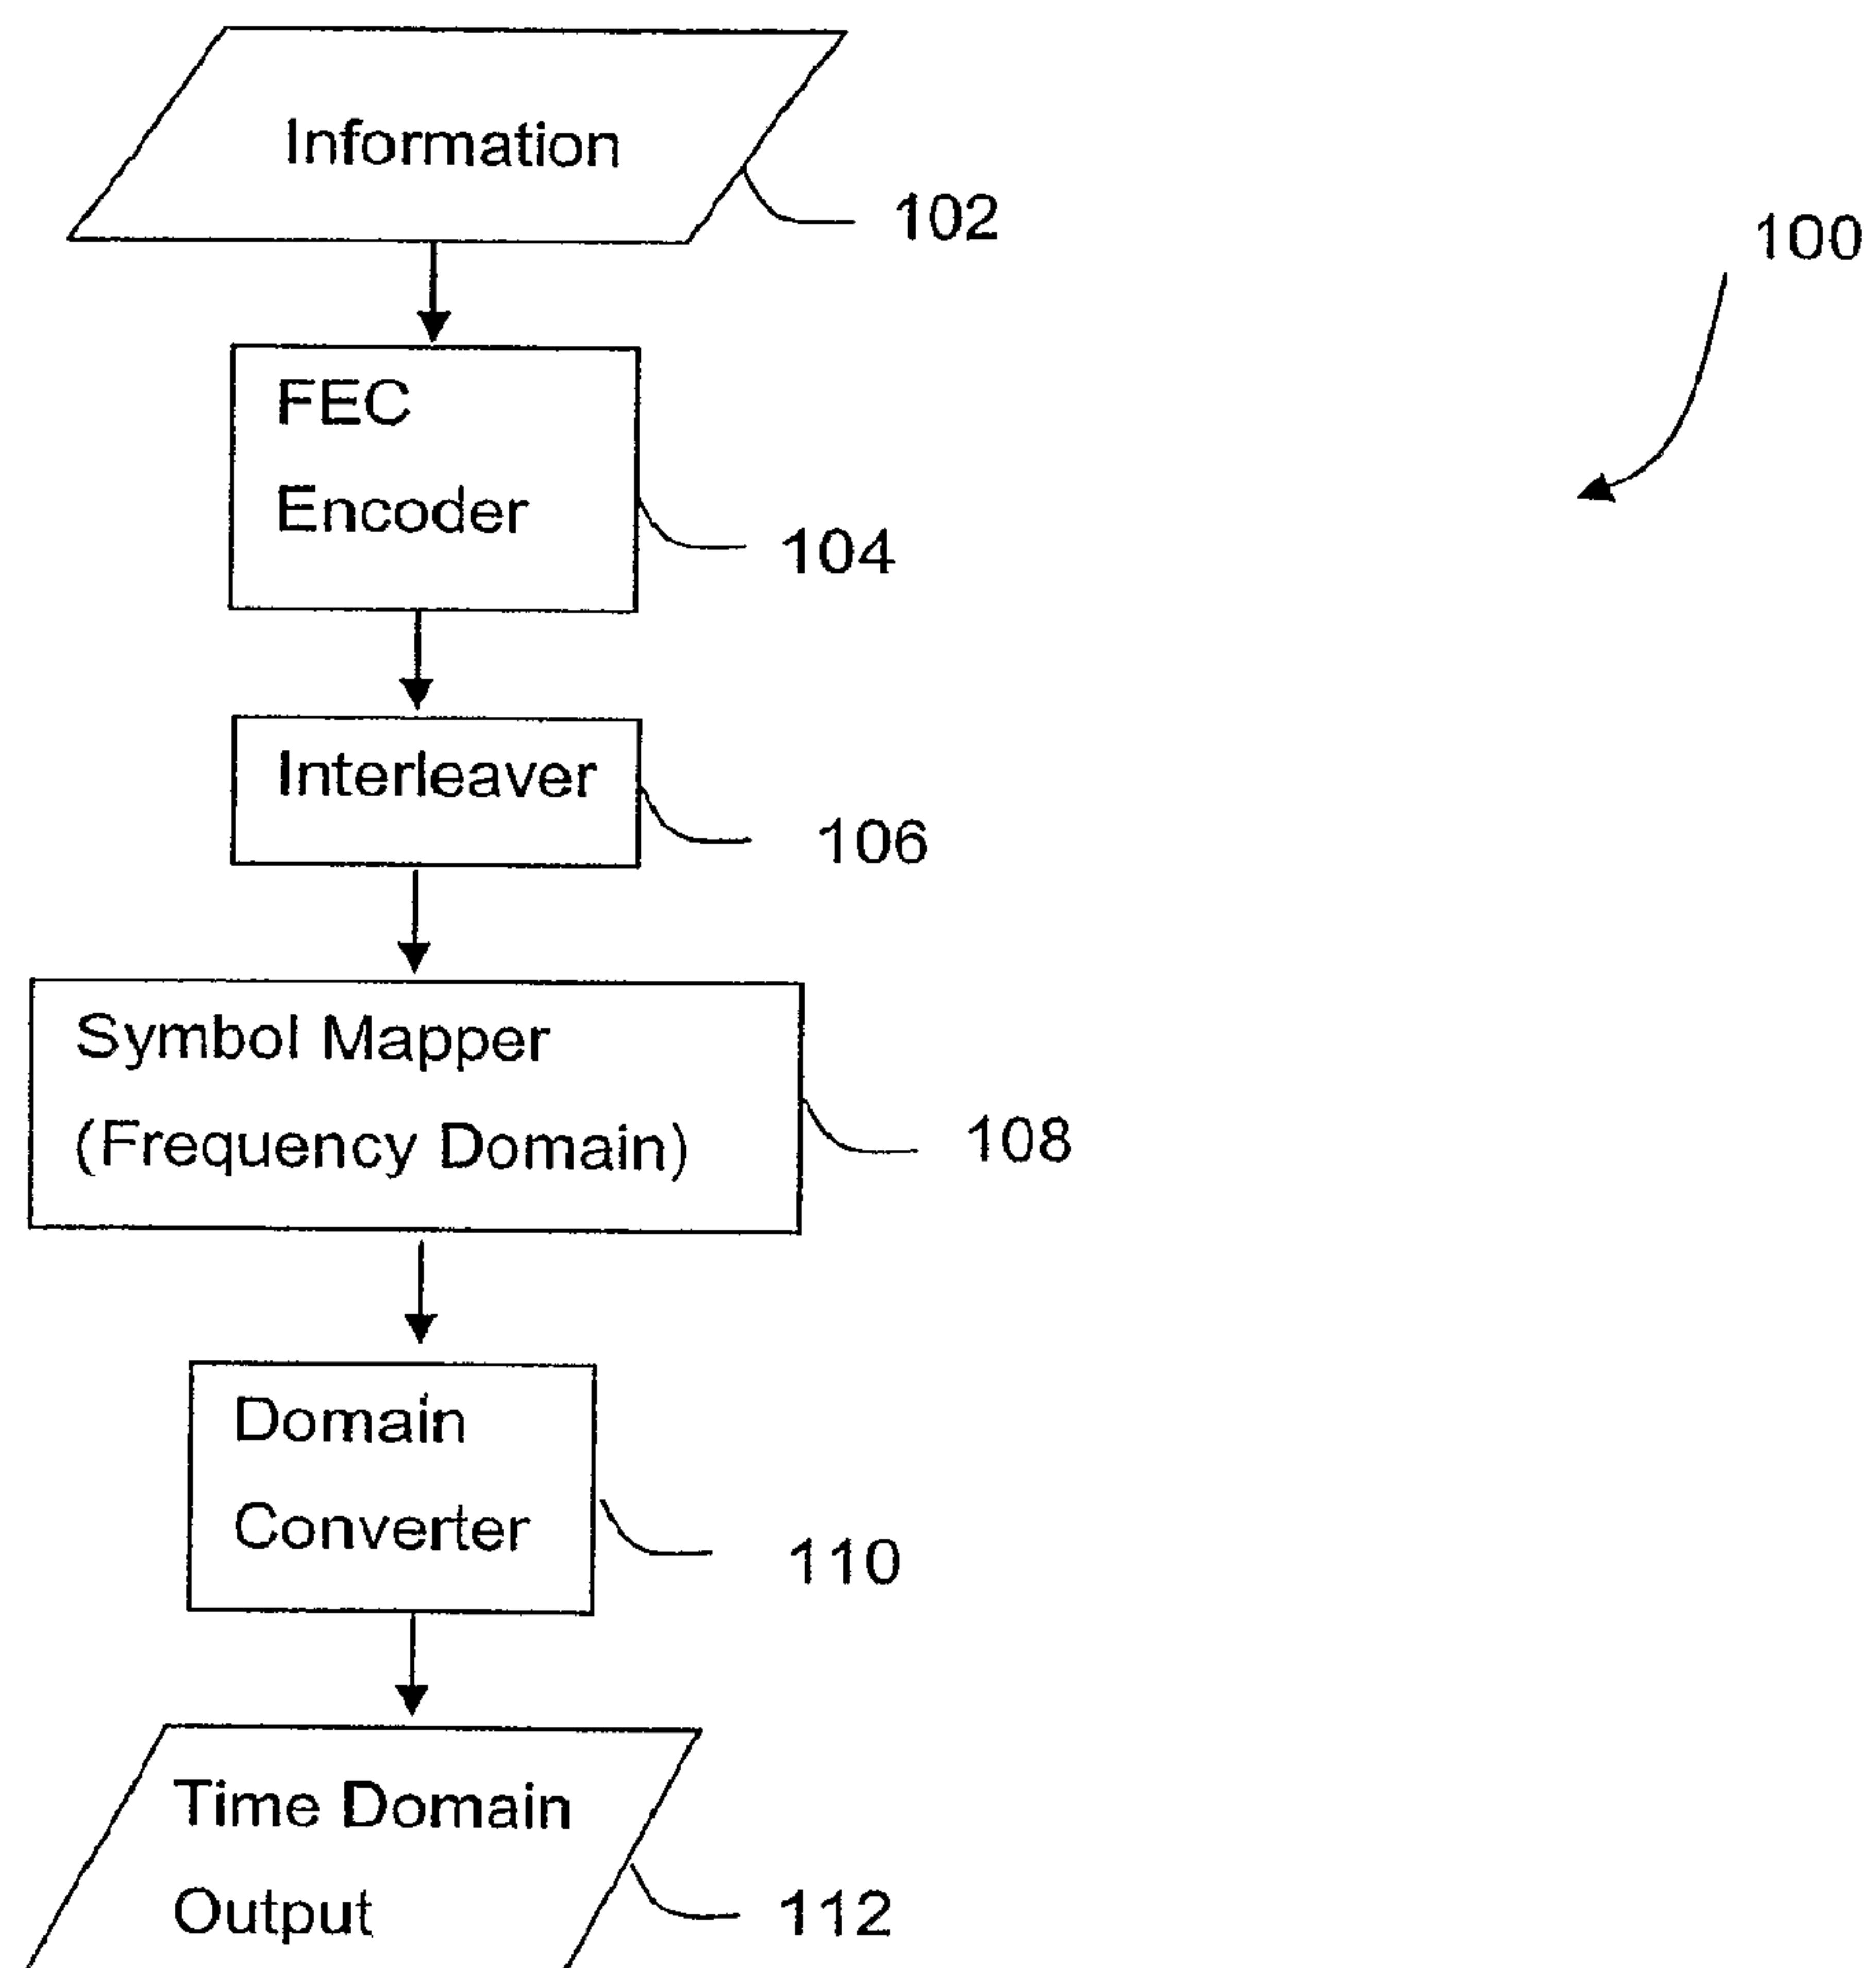 Information
102
100
FEC
Encoder
104
Interleaver
106
Symbol Mapper
(Frequency Domain)
108
Domain
Converter
110
Time Domain
Output
112